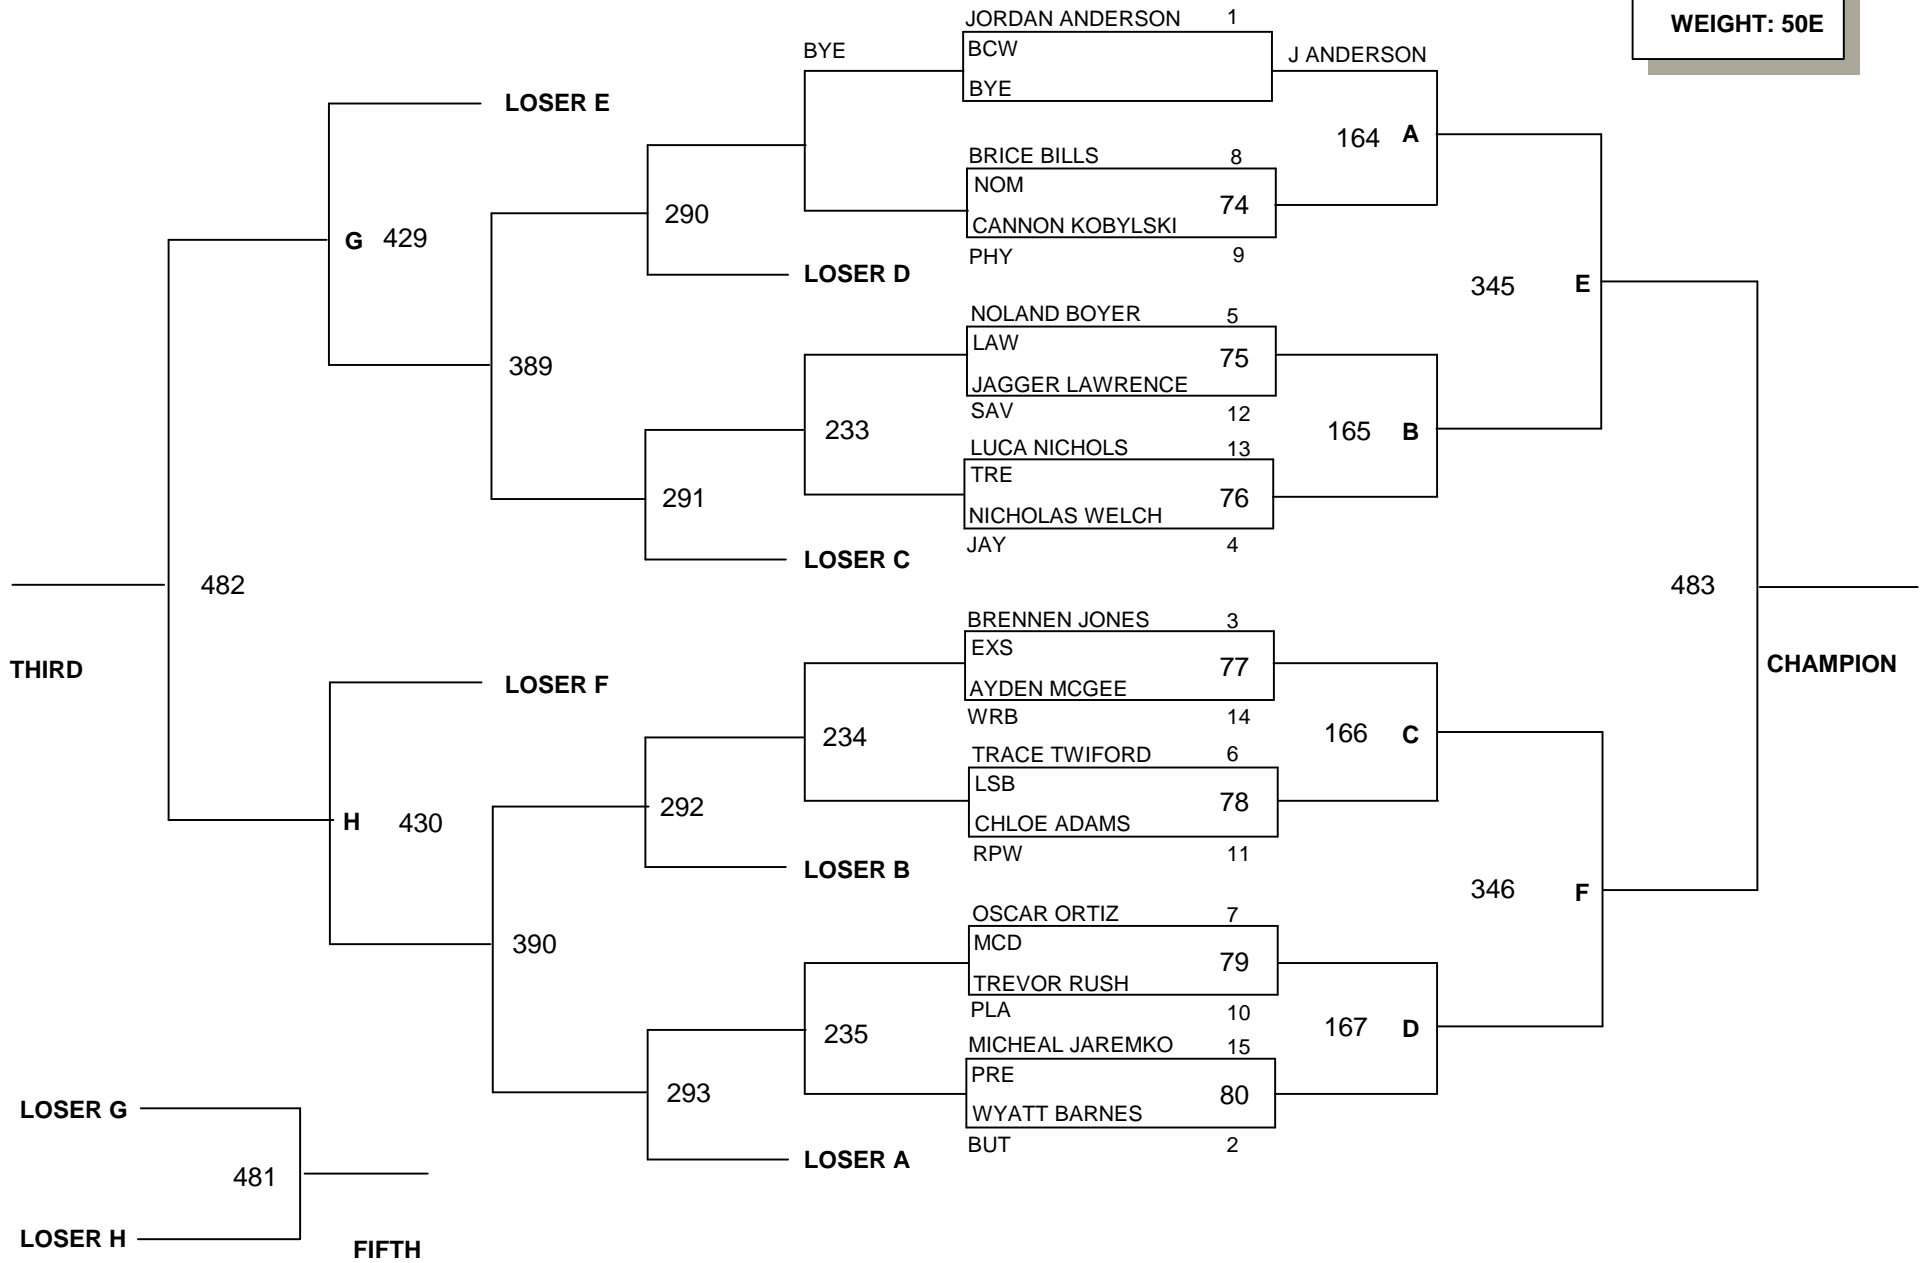 WEIGHT: 50E
JORDAN ANDERSON 1
BCW
BYE
BYE
J ANDERSON
164 A
BRICE BILLS 8
NOM
74
CANNON KOBYLSKI
PHY 9
NOLAND BOYER 5
LAW
75
JAGGER LAWRENCE
SAV 12
165 B
LUCA NICHOLS 13
TRE
76
NICHOLAS WELCH
JAY 4
345 E
BRENNEN JONES 3
EXS
77
AYDEN MCGEE
WRB 14
166 C
TRACE TWIFORD 6
LSB
78
CHLOE ADAMS
RPW 11
OSCAR ORTIZ 7
MCD
79
TREVOR RUSH
PLA 10
167 D
MICHEAL JAREMKO 15
PRE
80
WYATT BARNES
BUT 2
346 F
483
CHAMPION
LOSER E
G 429
290
LOSER D
389
233
291
LOSER C
482
THIRD
LOSER F
H 430
234
292
LOSER B
390
235
293
LOSER A
LOSER G
481
LOSER H
FIFTH